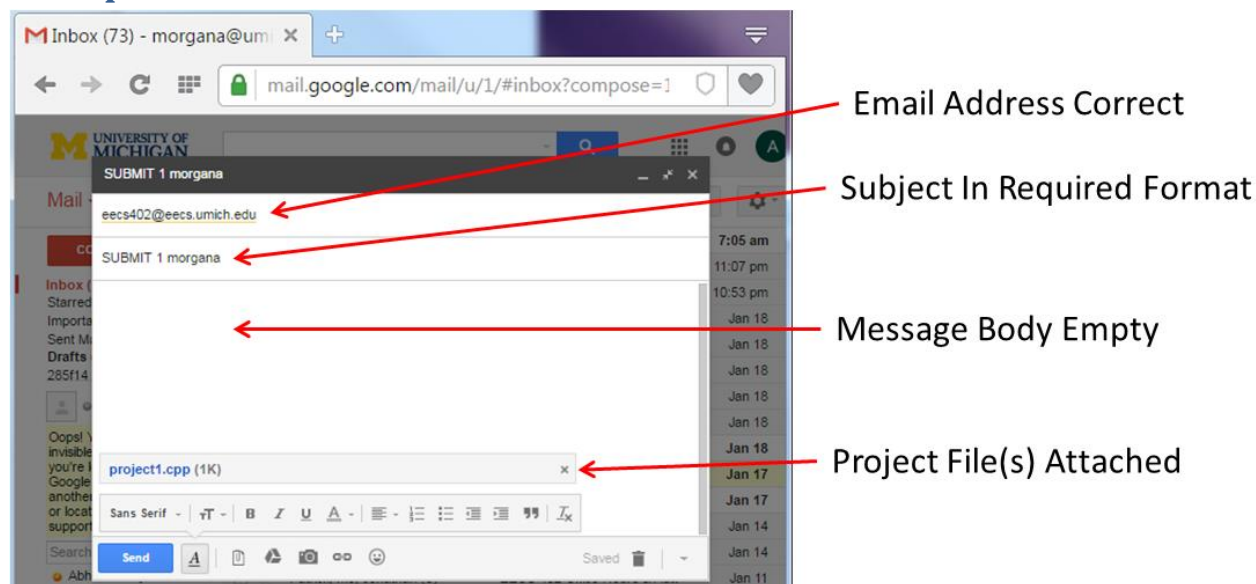 Inbox (73) - morgana@um
mail.google.com/mail/u/1/#inbox?compose=1
UNIVERSITY OF
MICHIGAN
A
Mail
SUBMIT 1 morgana
eecs402@eecs.umich.edu
SUBMIT 1 morgana
Email Address Correct
Subject In Required Format
Message Body Empty
Project File(s) Attached
7:05 am
11:07 pm
10:53 pm
Jan 18
Jan 18
Jan 18
Jan 18
Jan 18
Jan 18
Jan 17
Jan 17
Jan 14
Jan 14
Jan 11
Inbox (
Starred
Importa
Sent M
Drafts
285f14
Oops! Y
invisible
you're
Google
another
or locat
support
Search
Abh
project1.cpp (1K)
Sans Serif
B I U A
Send
A
Saved